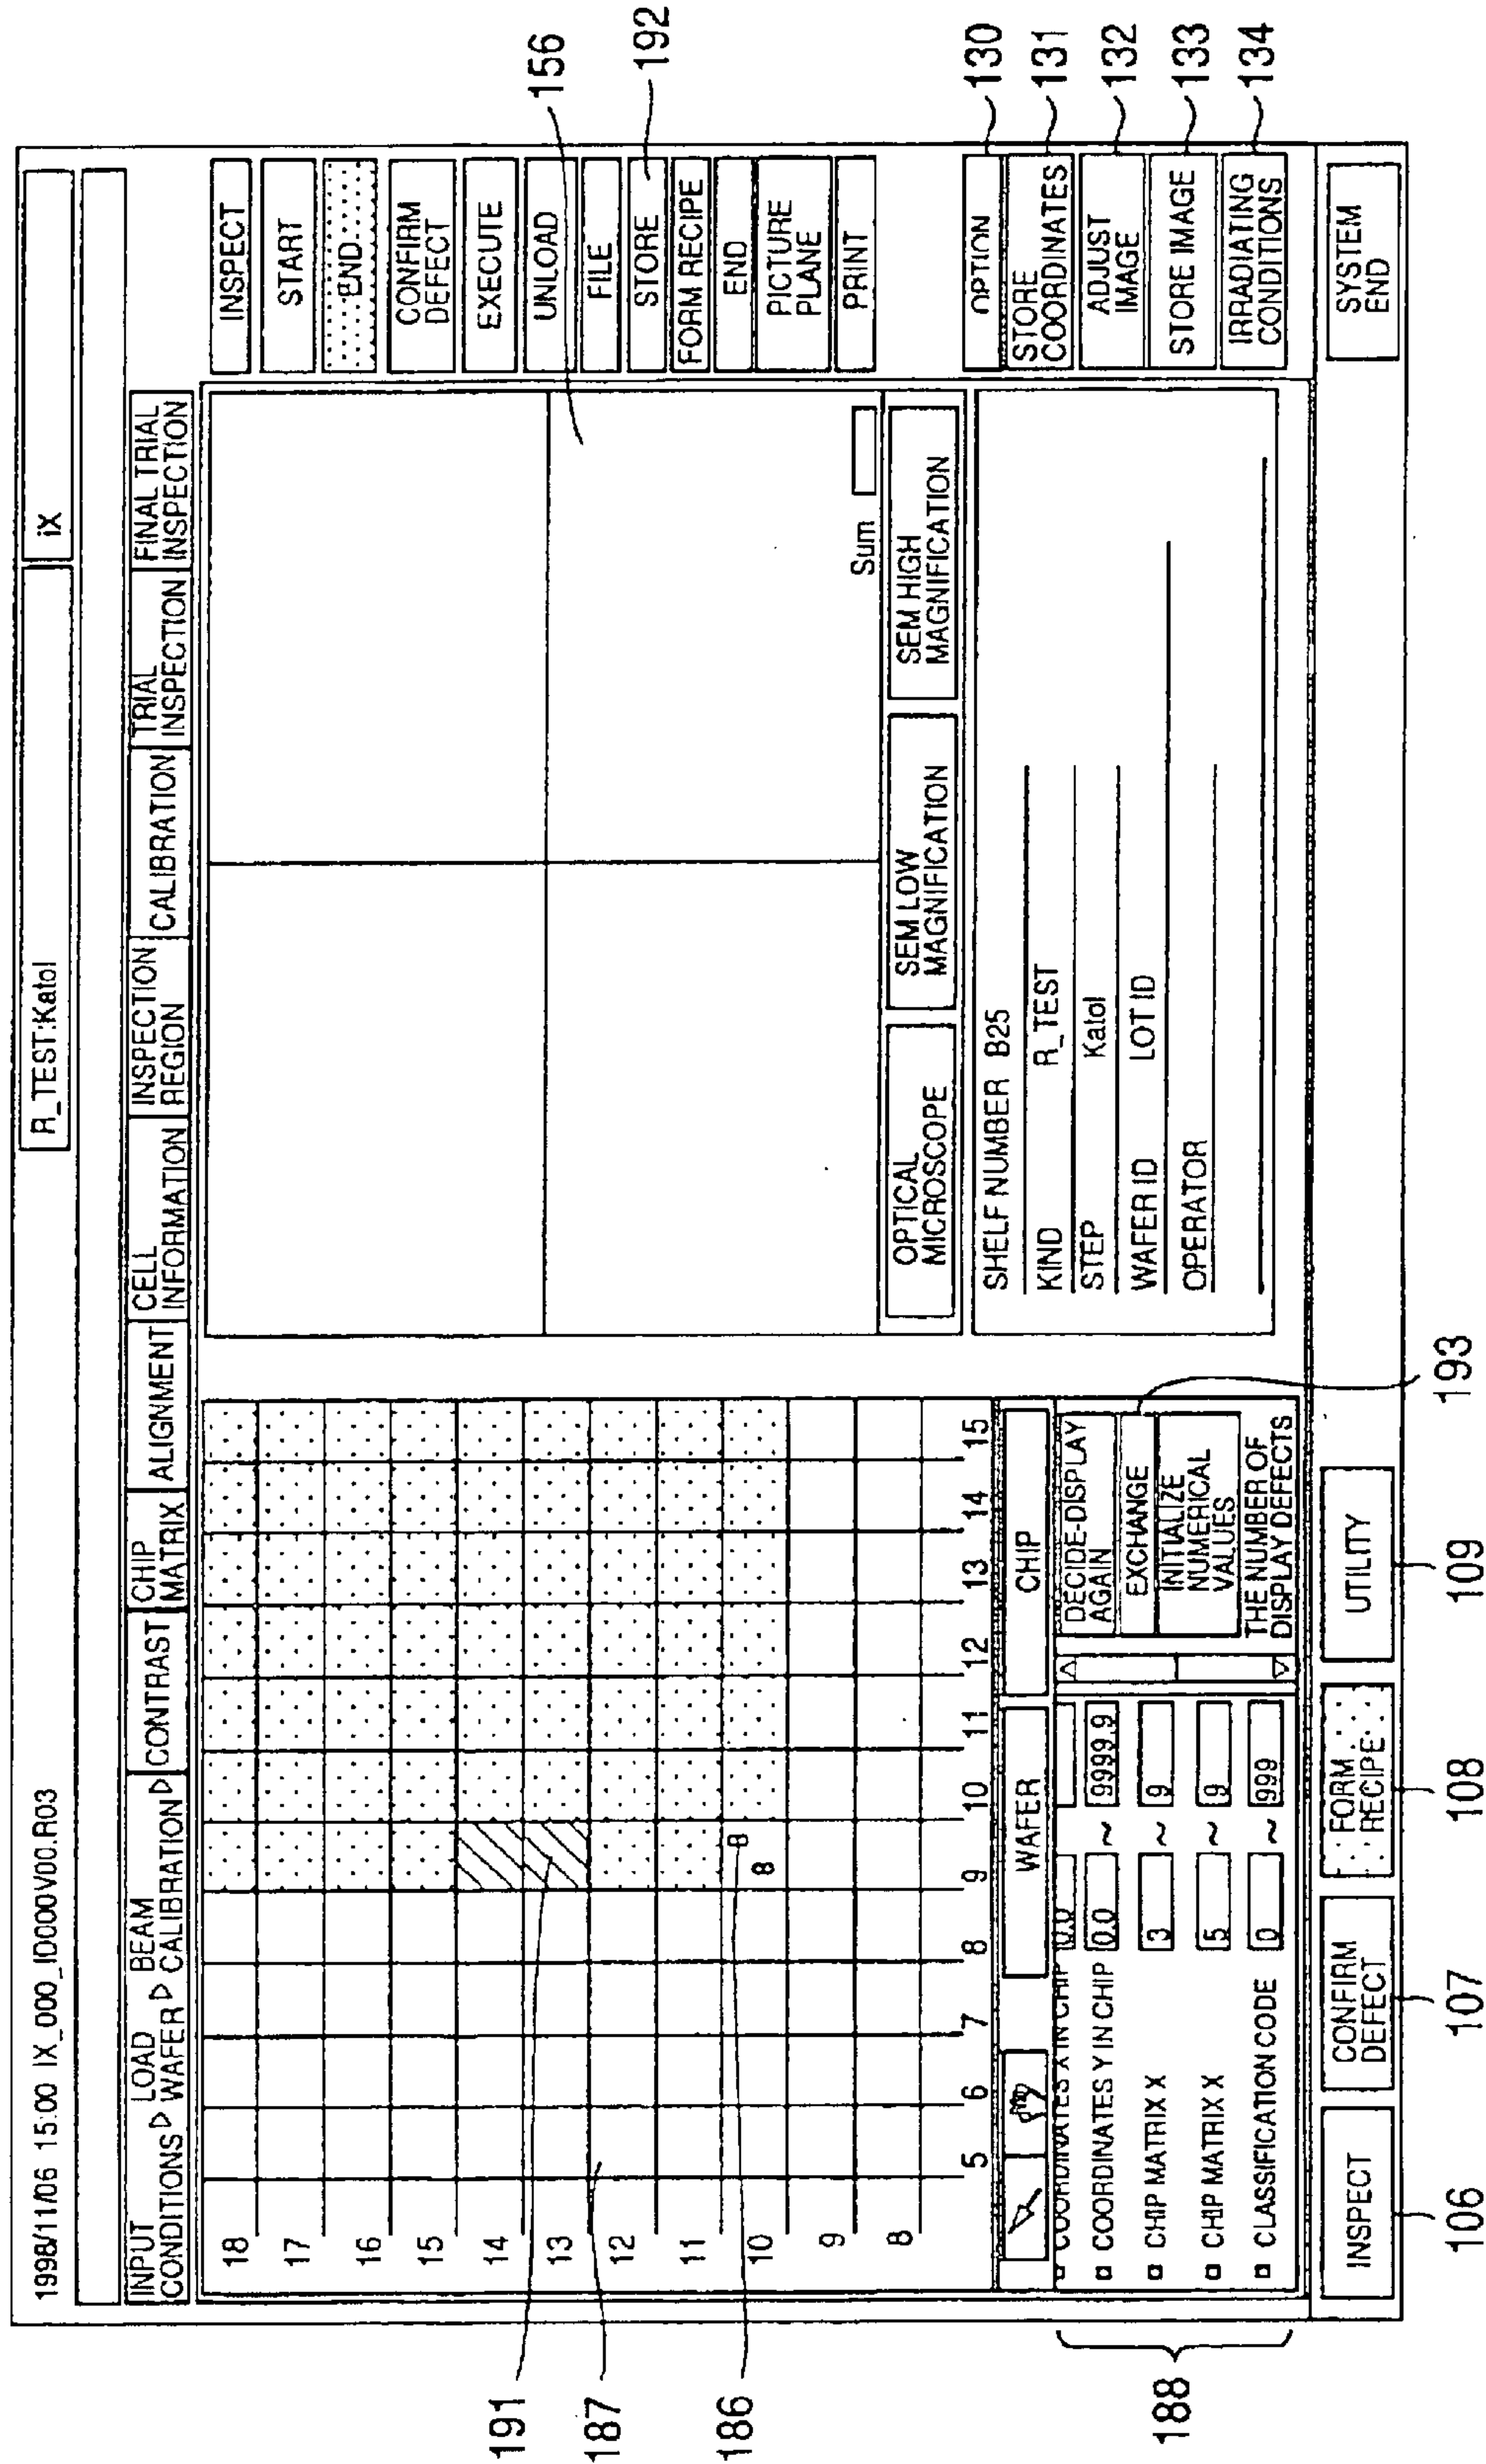 1998/11/06 15:00 IX_000_ID000V00.R03
R_TEST:Katol
iX
INPUT CONDITIONS ▷ LOAD WAFER ▷ BEAM CALIBRATION ▷
CONTRAST
CHIP MATRIX
ALIGNMENT
CELL INFORMATION
INSPECTION REGION
CALIBRATION
TRIAL INSPECTION
FINAL TRIAL INSPECTION
18
17
16
15
14
13
12
11
10
9
8
5 6 7 8 9 10 11 12 13 14 15
8
8
WAFER
CHIP
COORDINATES X IN CHIP 0.0
COORDINATES Y IN CHIP 0.0 ~ 9999.9
CHIP MATRIX X 3 ~ 9
CHIP MATRIX X 5 ~ 9
CLASSIFICATION CODE 0 ~ 999
DECIDE-DISPLAY
AGAIN
EXCHANGE
INITIALIZE
NUMERICAL
VALUES
THE NUMBER OF
DISPLAY DEFECTS
Sum
OPTICAL
MICROSCOPE
SEM LOW
MAGNIFICATION
SEM HIGH
MAGNIFICATION
SHELF NUMBER B25
KIND R_TEST
STEP Katol
WAFER ID LOT ID
OPERATOR
INSPECT
START
END
CONFIRM
DEFECT
EXECUTE
UNLOAD
FILE
STORE
FORM RECIPE
END
PICTURE
PLANE
PRINT
OPTION
STORE
COORDINATES
ADJUST
IMAGE
STORE IMAGE
IRRADIATING
CONDITIONS
INSPECT
CONFIRM
DEFECT
FORM
RECIPE
UTILITY
SYSTEM
END
156
192
130
131
132
133
134
191
187
186
188
106
107
108
109
193